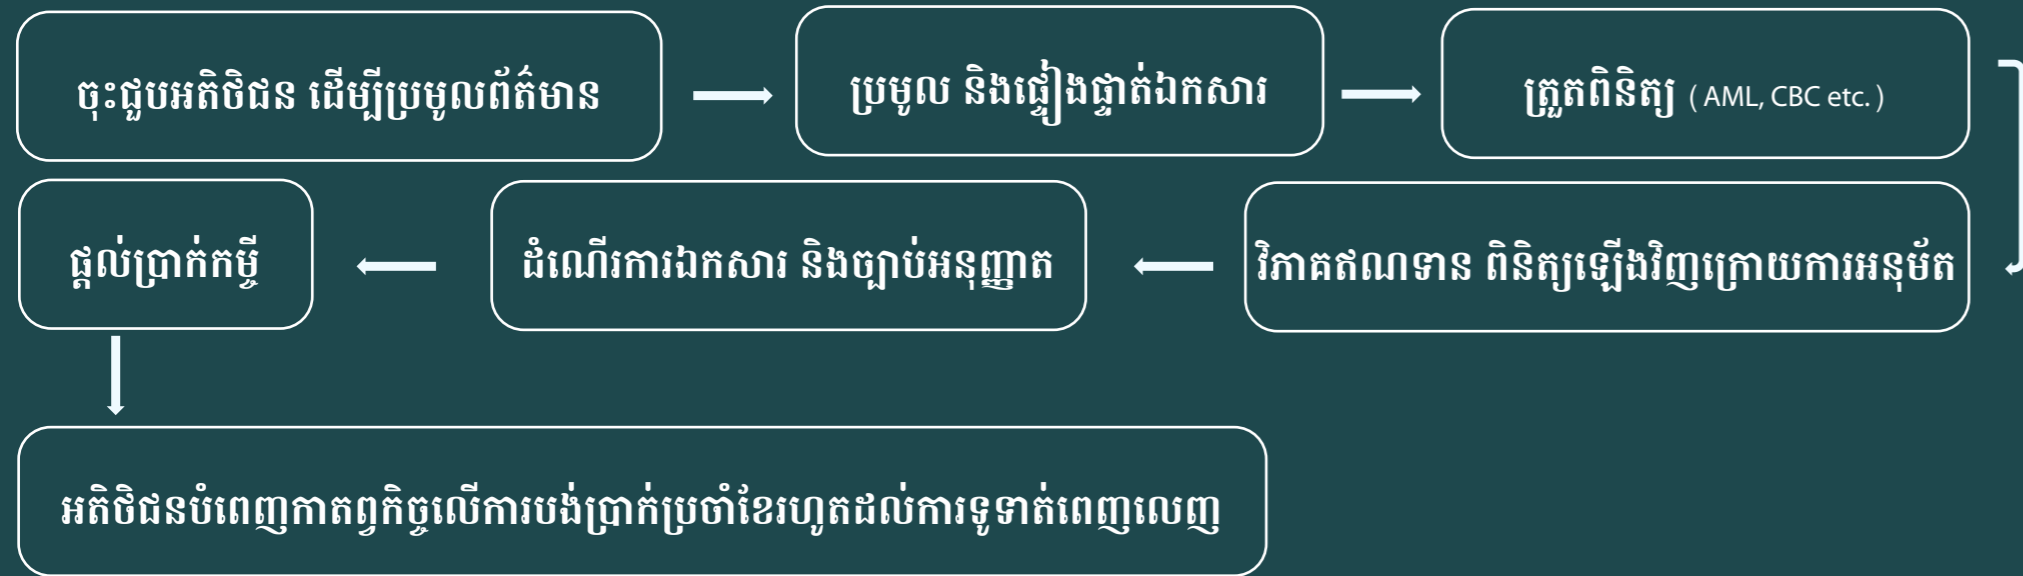 ចុះជួបអតិថិជន ដើម្បីប្រមូលព័ត៌មាន
ប្រមូល និងផ្ទៀងផ្ទាត់ឯកសារ
ត្រួតពិនិត្យ ( AML, CBC etc. )
វិភាគឥណទាន ពិនិត្យឡើងវិញក្រោយការអនុម័ត
ដំណើរការឯកសារ និងច្បាប់អនុញ្ញាត
ផ្តល់ប្រាក់កម្ចី
អតិថិជនបំពេញកាតព្វកិច្ចលើការបង់ប្រាក់ប្រចាំខែរហូតដល់ការទូទាត់ពេញលេញ